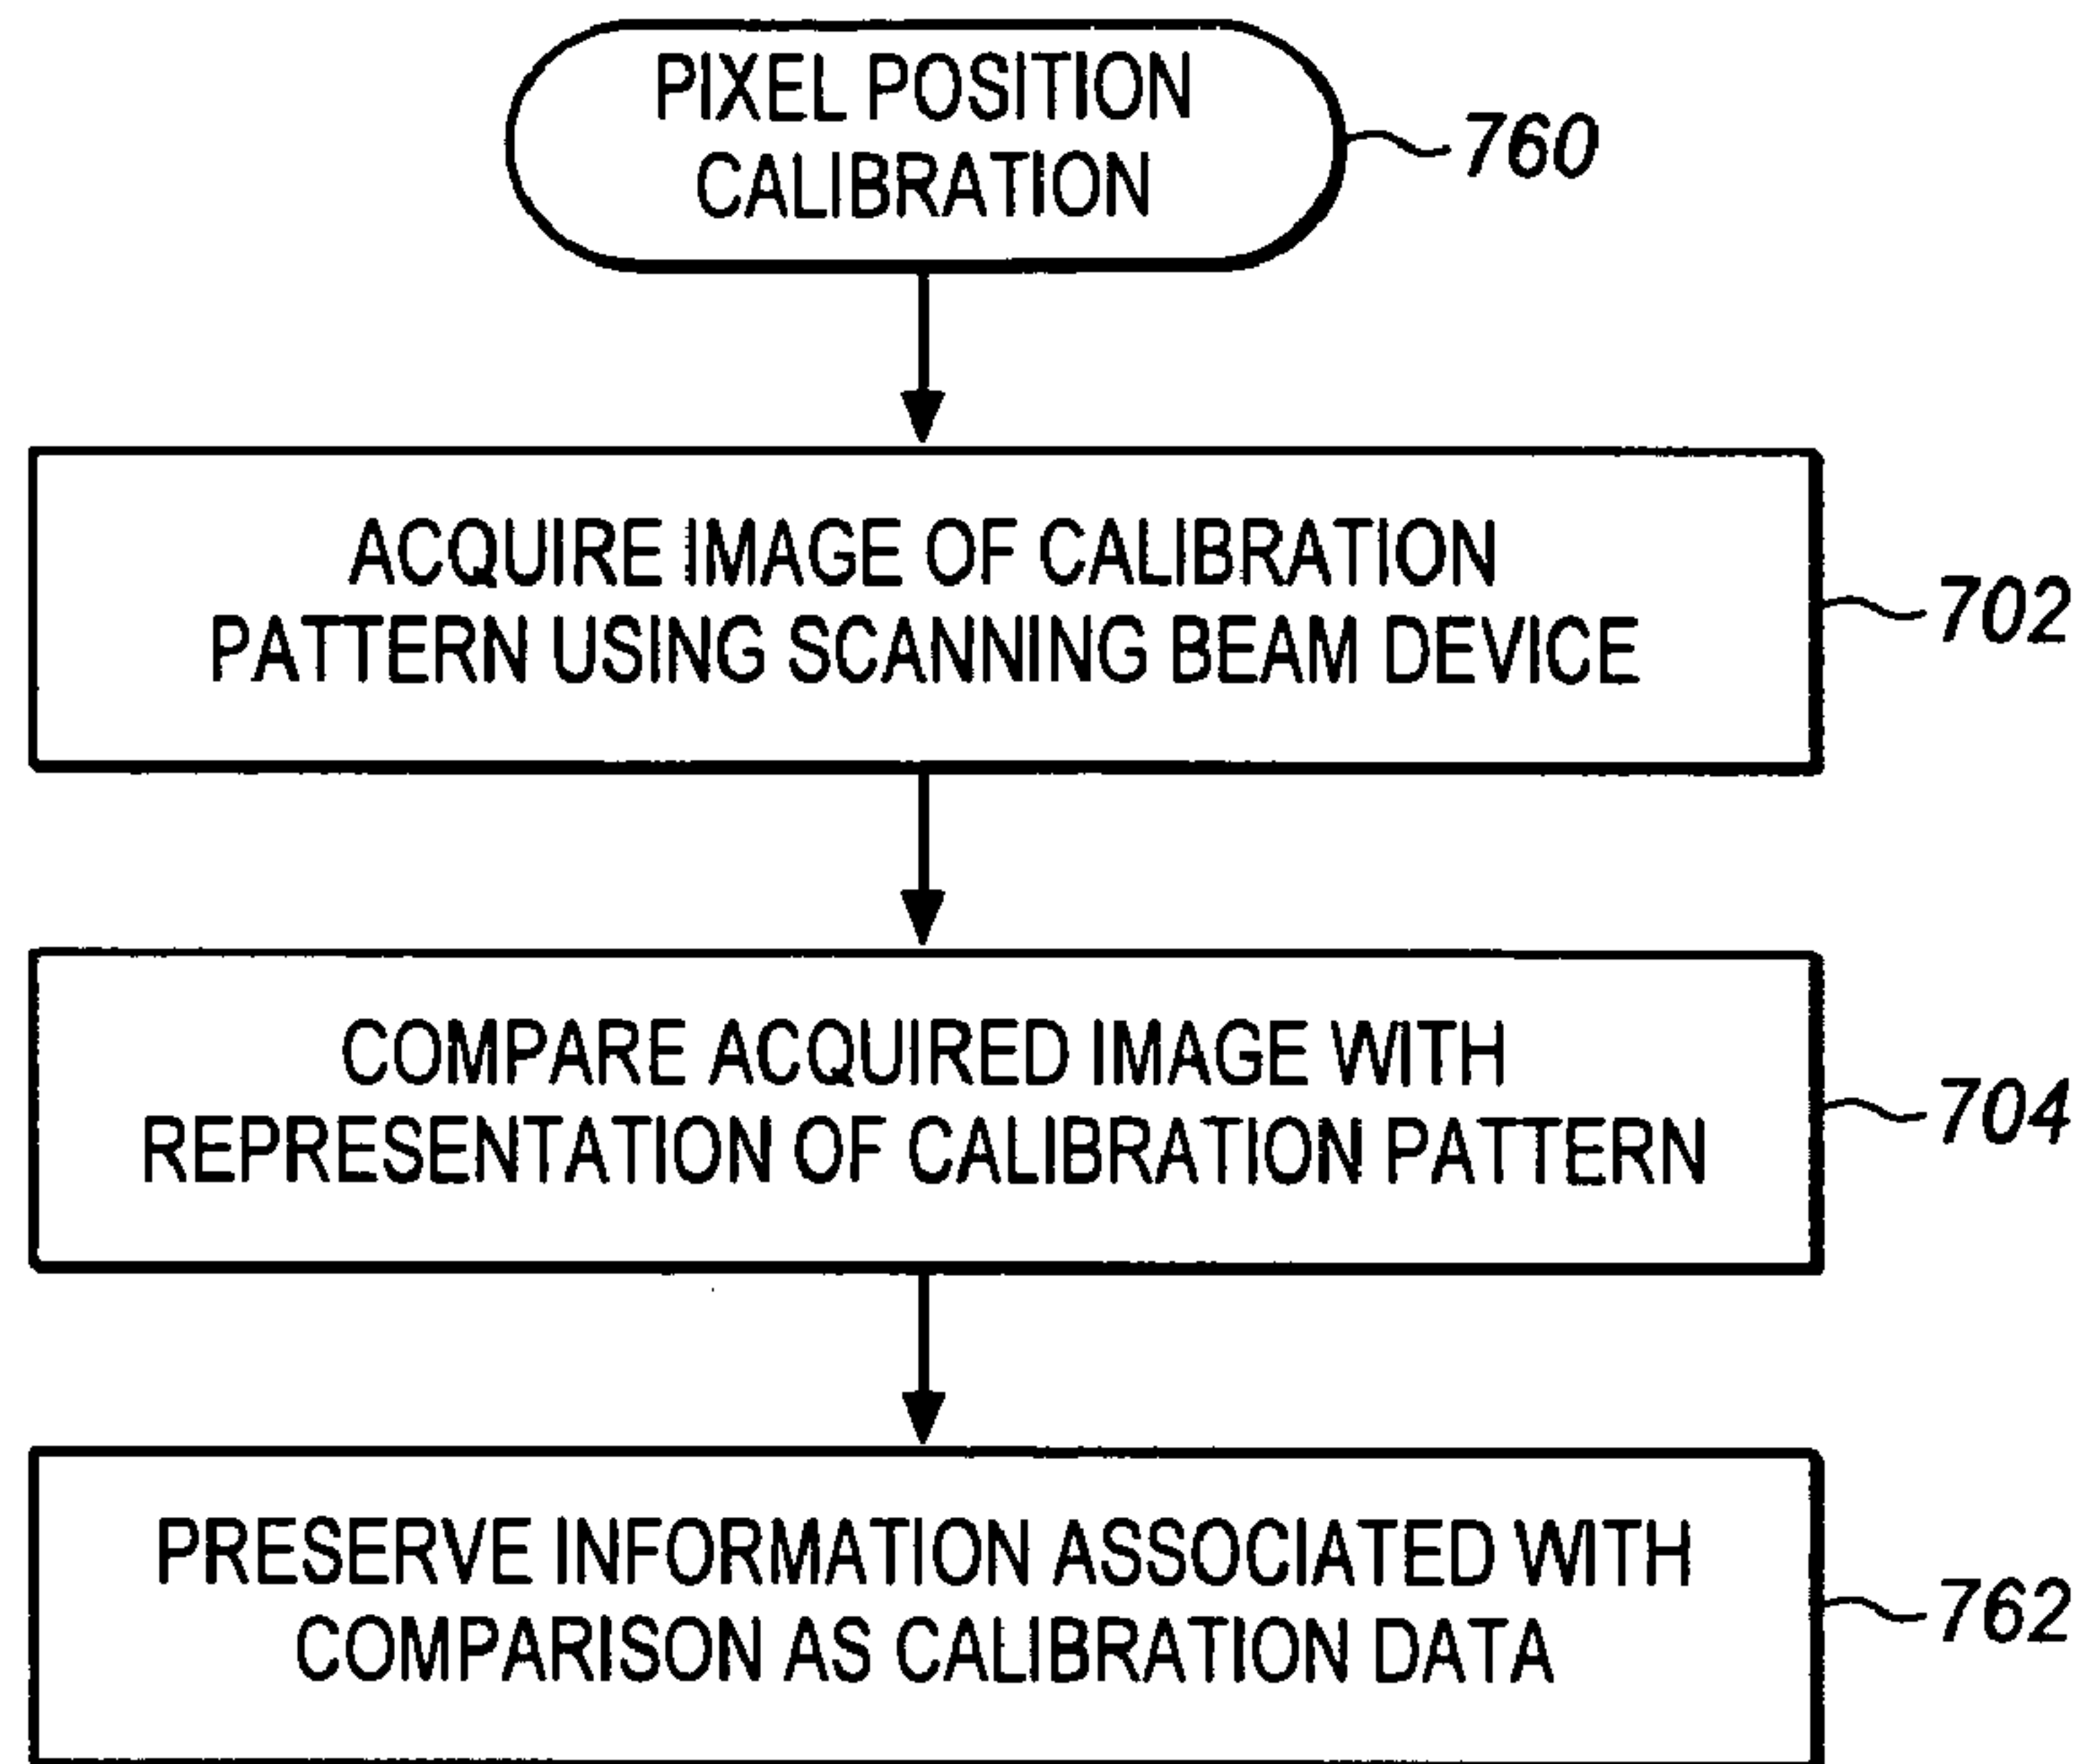 PIXEL POSITION
CALIBRATION
760
ACQUIRE IMAGE OF CALIBRATION
PATTERN USING SCANNING BEAM DEVICE
702
COMPARE ACQUIRED IMAGE WITH
REPRESENTATION OF CALIBRATION PATTERN
704
PRESERVE INFORMATION ASSOCIATED WITH
COMPARISON AS CALIBRATION DATA
762